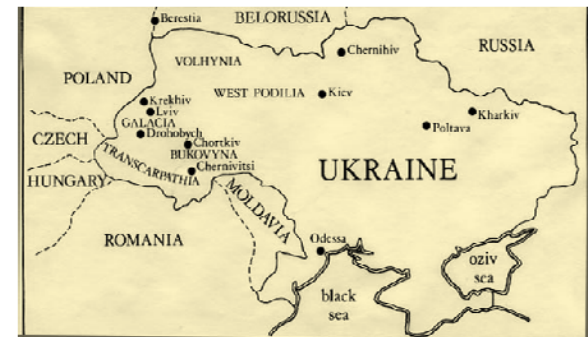 Berestia
BELORUSSIA
Chernihiv
RUSSIA
VOLHYNIA
POLAND
WEST PODILIA
Kiev
Krekhiv
Lviv
Kharkiv
GALACIA
Poltava
Drohobych
CZECH
Chortkiv
BUKOVYNA
TRANSCARPATHIA
Chernivitsi
UKRAINE
HUNGARY
MOLDAVIA
ROMANIA
Odessa
oziv
sea
black
sea